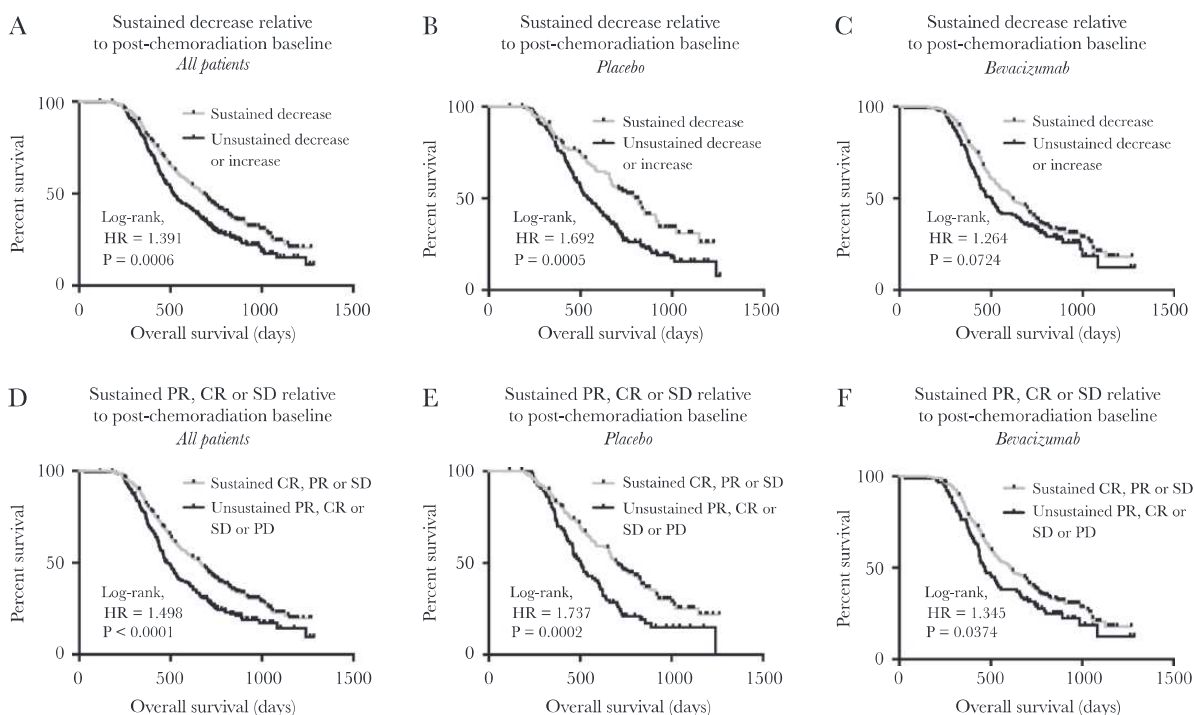 A
Sustained decrease relative
to post-chemoradiation baseline
All patients
100
50
0
Percent survival
Sustained decrease
Unsustained decrease
or increase
Log-rank,
HR = 1.391
P = 0.0006
0
500
1000
1500
Overall survival (days)
B
Sustained decrease relative
to post-chemoradiation baseline
Placebo
100
50
0
Percent survival
Sustained decrease
Unsustained decrease
or increase
Log-rank,
HR = 1.692
P = 0.0005
0
500
1000
1500
Overall survival (days)
C
Sustained decrease relative
to post-chemoradiation baseline
Bevacizumab
100
50
0
Percent survival
Sustained decrease
Unsustained decrease
or increase
Log-rank,
HR = 1.264
P = 0.0724
0
500
1000
1500
Overall survival (days)
D
Sustained PR, CR or SD relative
to post-chemoradiation baseline
All patients
100
50
0
Percent survival
Sustained CR, PR or SD
Unsustained PR, CR or
SD or PD
Log-rank,
HR = 1.498
P < 0.0001
0
500
1000
1500
Overall survival (days)
E
Sustained PR, CR or SD relative
to post-chemoradiation baseline
Placebo
100
50
0
Percent survival
Sustained CR, PR or SD
Unsustained PR, CR or
SD or PD
Log-rank,
HR = 1.737
P = 0.0002
0
500
1000
1500
Overall survival (days)
F
Sustained PR, CR or SD relative
to post-chemoradiation baseline
Bevacizumab
100
50
0
Percent survival
Sustained CR, PR or SD
Unsustained PR, CR or
SD or PD
Log-rank,
HR = 1.345
P = 0.0374
0
500
1000
1500
Overall survival (days)